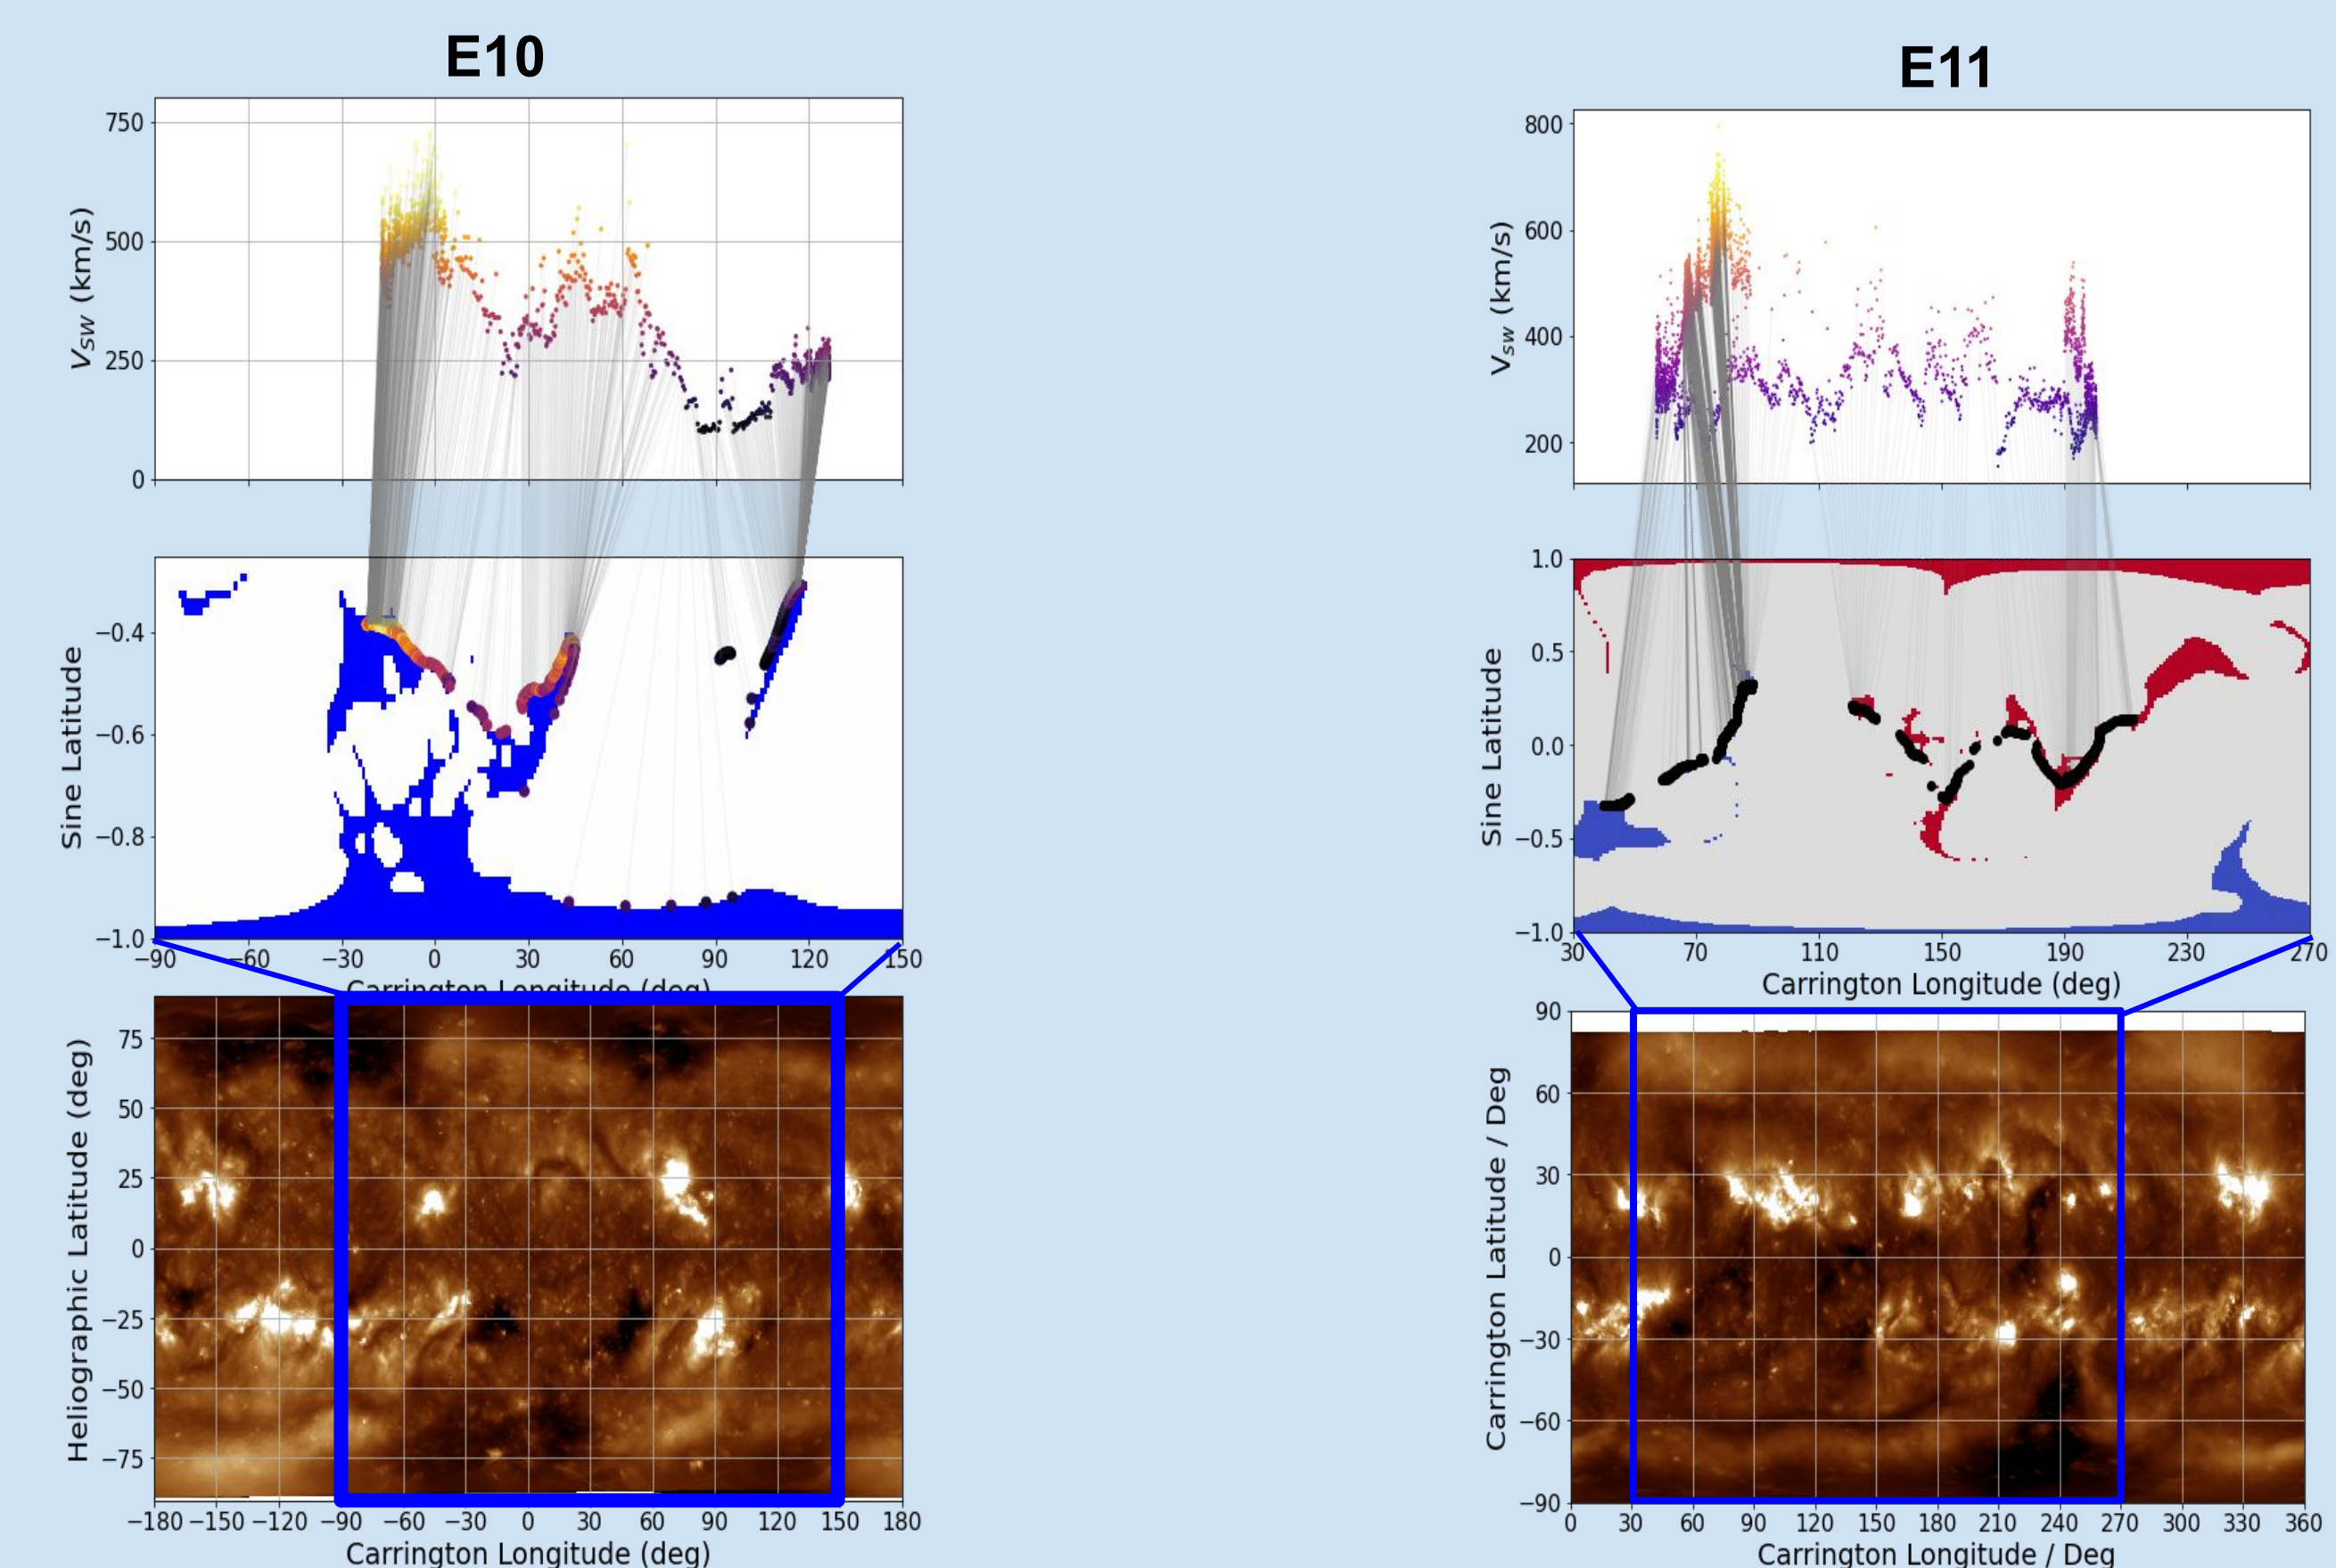 E10
E11
750
500
250
0
V_SW (km/s)
800
600
400
200
V_sw (km/s)
−0.4
−0.6
−0.8
−1.0
Sine Latitude
−90 −60 −30 0 30 60 90 120 150
Carrington Longitude (deg)
1.0
0.5
0.0
−0.5
−1.0
Sine Latitude
30 70 110 150 190 230 270
Carrington Longitude (deg)
75
50
25
0
−25
−50
−75
Heliographic Latitude (deg)
−180 −150 −120 −90 −60 −30 0 30 60 90 120 150 180
Carrington Longitude (deg)
90
60
30
0
−30
−60
−90
Carrington Latitude / Deg
0 30 60 90 120 150 180 210 240 270 300 330 360
Carrington Longitude / Deg